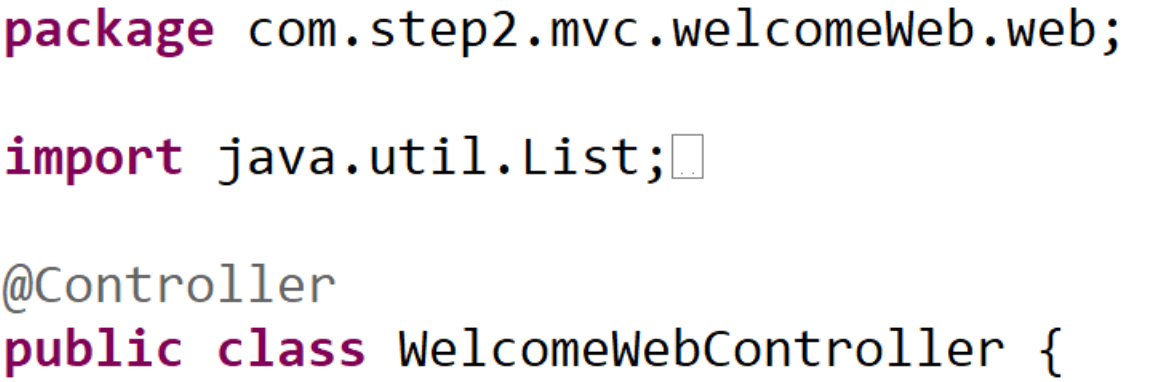 package com.step2.mvc.welcomeWeb.web;
import java.util.List;
@Controller
public class WelcomeWebController {